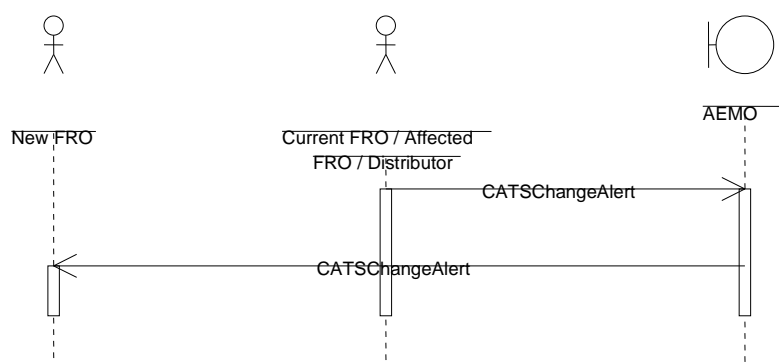 New FRO
Current FRO / Affected
FRO / Distributor
AEMO
CATSChangeAlert
CATSChangeAlert